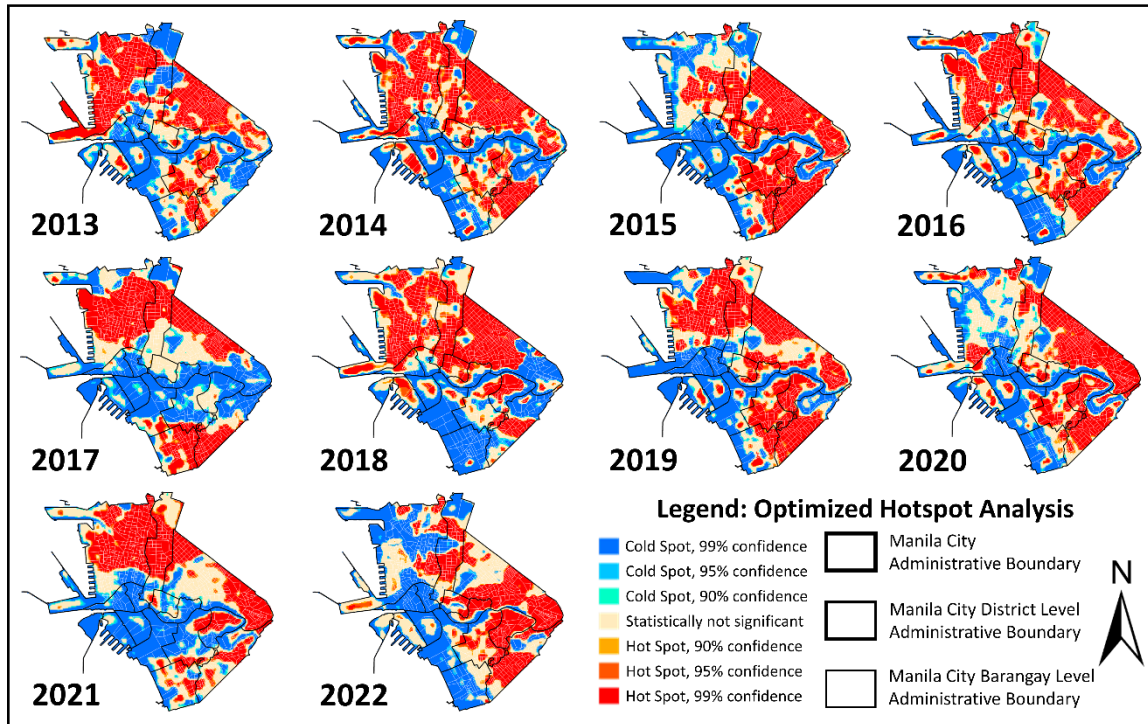 2013
2014
2015
2016
2017
2018
2019
2020
2021
2022
Legend: Optimized Hotspot Analysis
Cold Spot, 99% confidence
Cold Spot, 95% confidence
Cold Spot, 90% confidence
Statistically not significant
Hot Spot, 90% confidence
Hot Spot, 95% confidence
Hot Spot, 99% confidence
Manila City
Administrative Boundary
Manila City District Level
Administrative Boundary
Manila City Barangay Level
Administrative Boundary
N